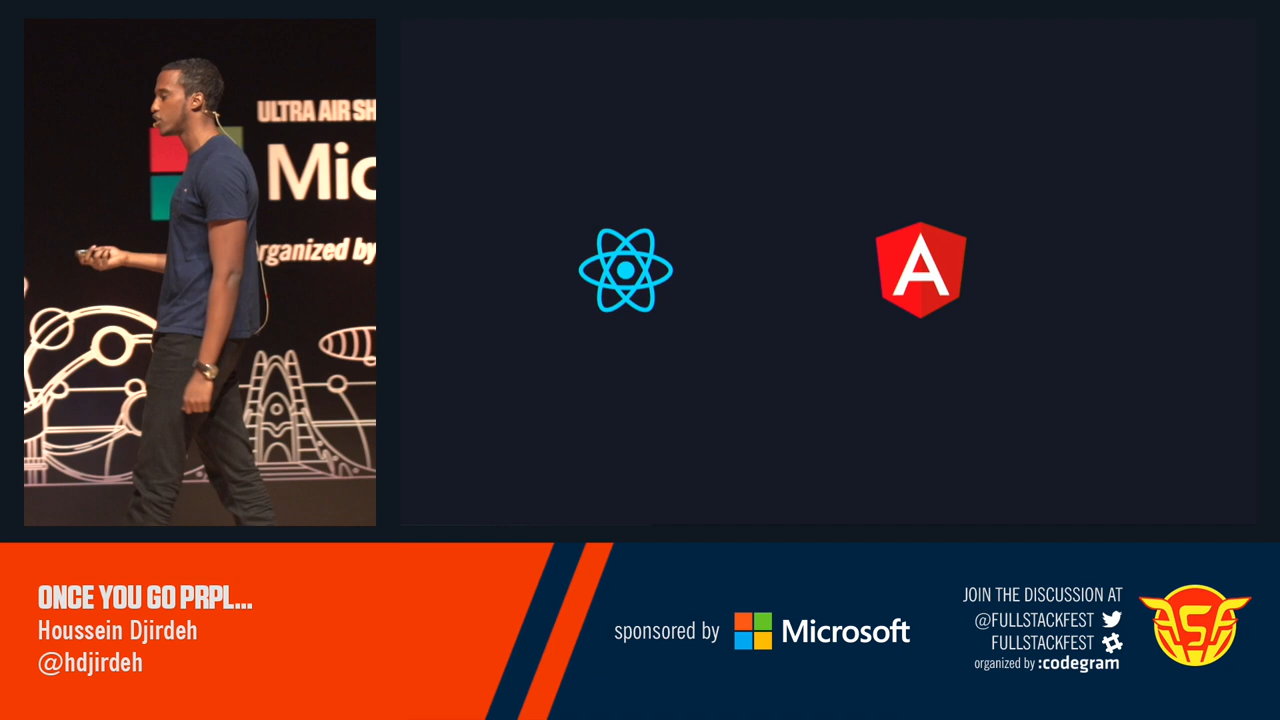 ULTRA AIR SH
Mic
rganized by
A
ONCE YOU GO PRPL...
Houssein Djirdeh
@hdjirdeh
sponsored by Microsoft
JOIN THE DISCUSSION AT
@FULLSTACKFEST
FULLSTACKFEST
organized by :codegram
FSF